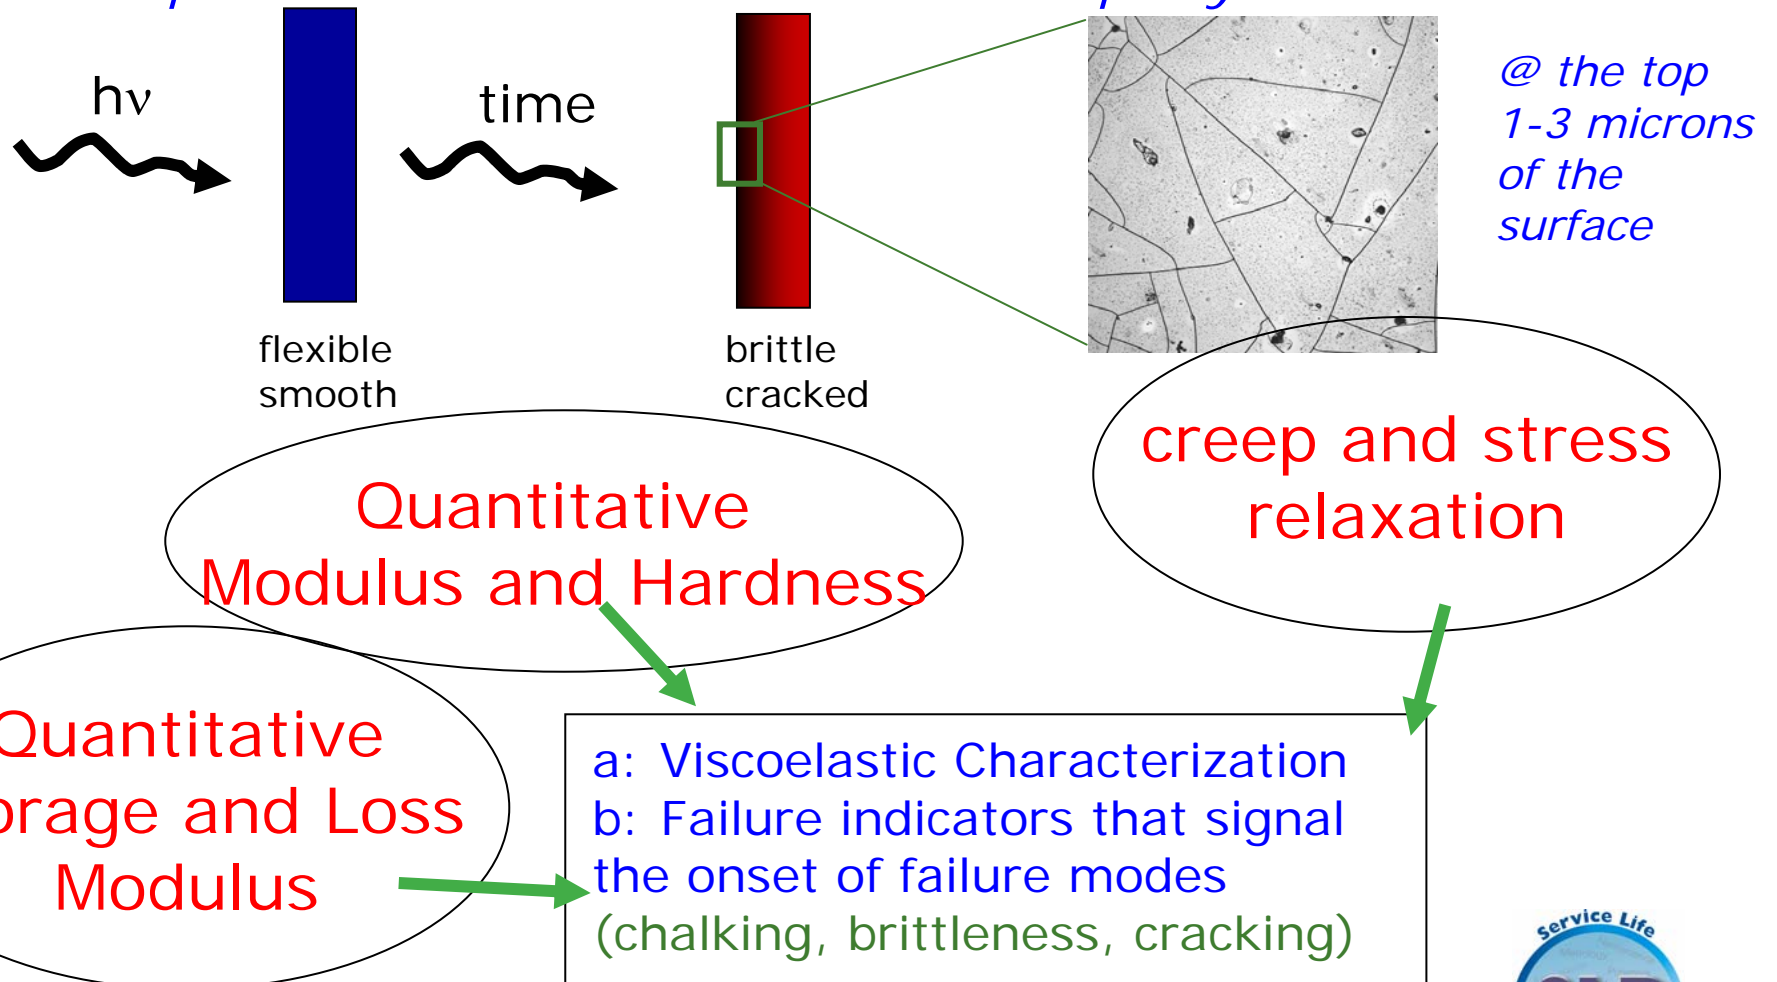 hν
time
@ the top
1-3 microns
of the
surface
flexible
smooth
brittle
cracked
creep and stress
relaxation
Quantitative
Modulus and Hardness
Quantitative
and Loss
Modulus
a: Viscoelastic Characterization
b: Failure indicators that signal
the onset of failure modes
(chalking, brittleness, cracking)
Service Life